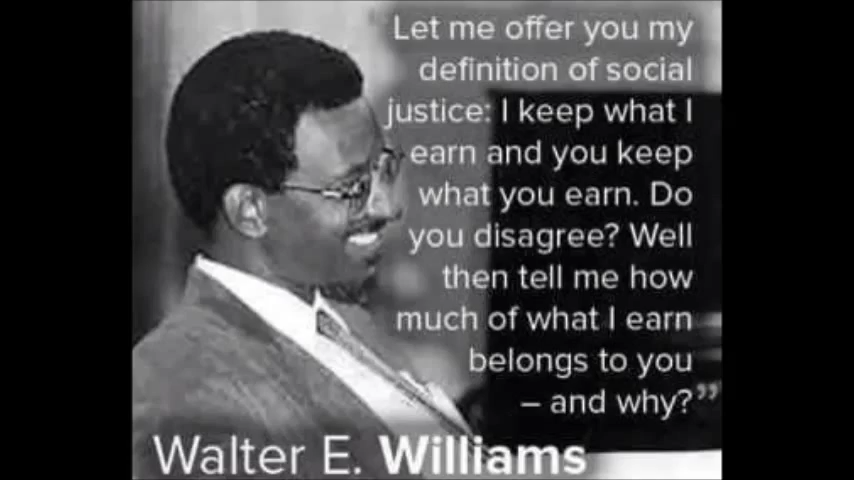 Let me offer you my
definition of social
justice: I keep what I
earn and you keep
what you earn. Do
you disagree? Well
then tell me how
much of what I earn
belongs to you
– and why?”
Walter E. Williams